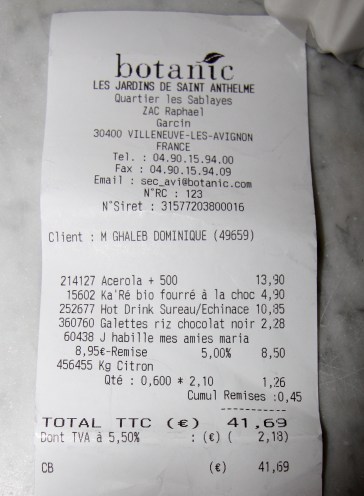 botanic
LES JARDINS DE SAINT ANTHELME
Quartier les Sablayes
ZAC Raphael
Garcin
30400 VILLENEUVE-LES-AVIGNON
FRANCE
Tel. : 04.90.15.94.00
Fax : 04.90.15.94.09
Email : sec_avi@botanic.com
N°RC : 123
N°Siret : 31577203800016
Client : M GHALEB DOMINIQUE (49659)
214127 Acerola + 500 13,90
15602 Ka'Ré bio fourré à la choc 4,90
252677 Hot Drink Sureau/Echinace 10,85
360760 Galettes riz chocolat noir 2,28
60438 J habille mes amies maria
8,95€-Remise 5,00% 8,50
456455 Kg Citron
Qté : 0,600 * 2,10 1,26
Cumul Remises :0,45
-----------
TOTAL TTC (€) 41,69
Dont TVA à 5,50% : (€) ( 2,18)
CB (€) 41,69